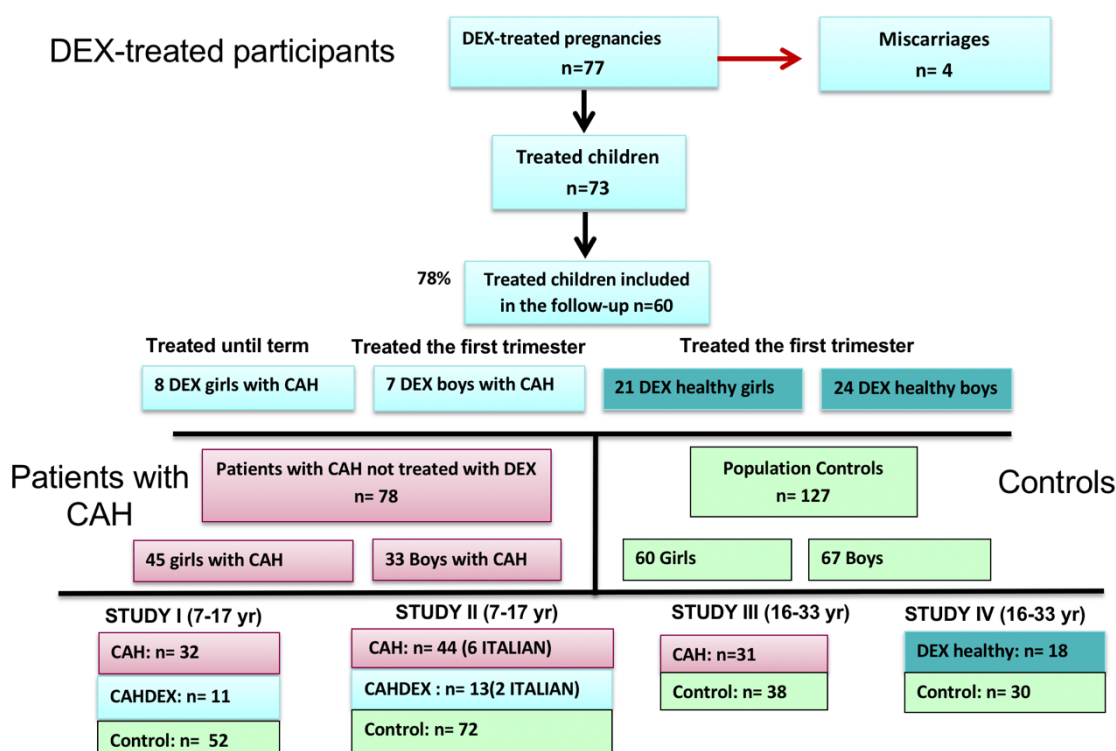 DEX-treated participants
DEX-treated pregnancies
n=77
Miscarriages
n= 4
Treated children
n=73
78%
Treated children included
in the follow-up n=60
Treated until term
Treated the first trimester
Treated the first trimester
8 DEX girls with CAH
7 DEX boys with CAH
21 DEX healthy girls
24 DEX healthy boys
Patients with
CAH
Patients with CAH not treated with DEX
n= 78
Population Controls
n= 127
Controls
45 girls with CAH
33 Boys with CAH
60 Girls
67 Boys
STUDY I (7-17 yr)
CAH: n= 32
CAHDEX: n= 11
Control: n= 52
STUDY II (7-17 yr)
CAH: n= 44 (6 ITALIAN)
CAHDEX : n= 13(2 ITALIAN)
Control: n= 72
STUDY III (16-33 yr)
CAH: n=31
Control: n= 38
STUDY IV (16-33 yr)
DEX healthy: n= 18
Control: n= 30